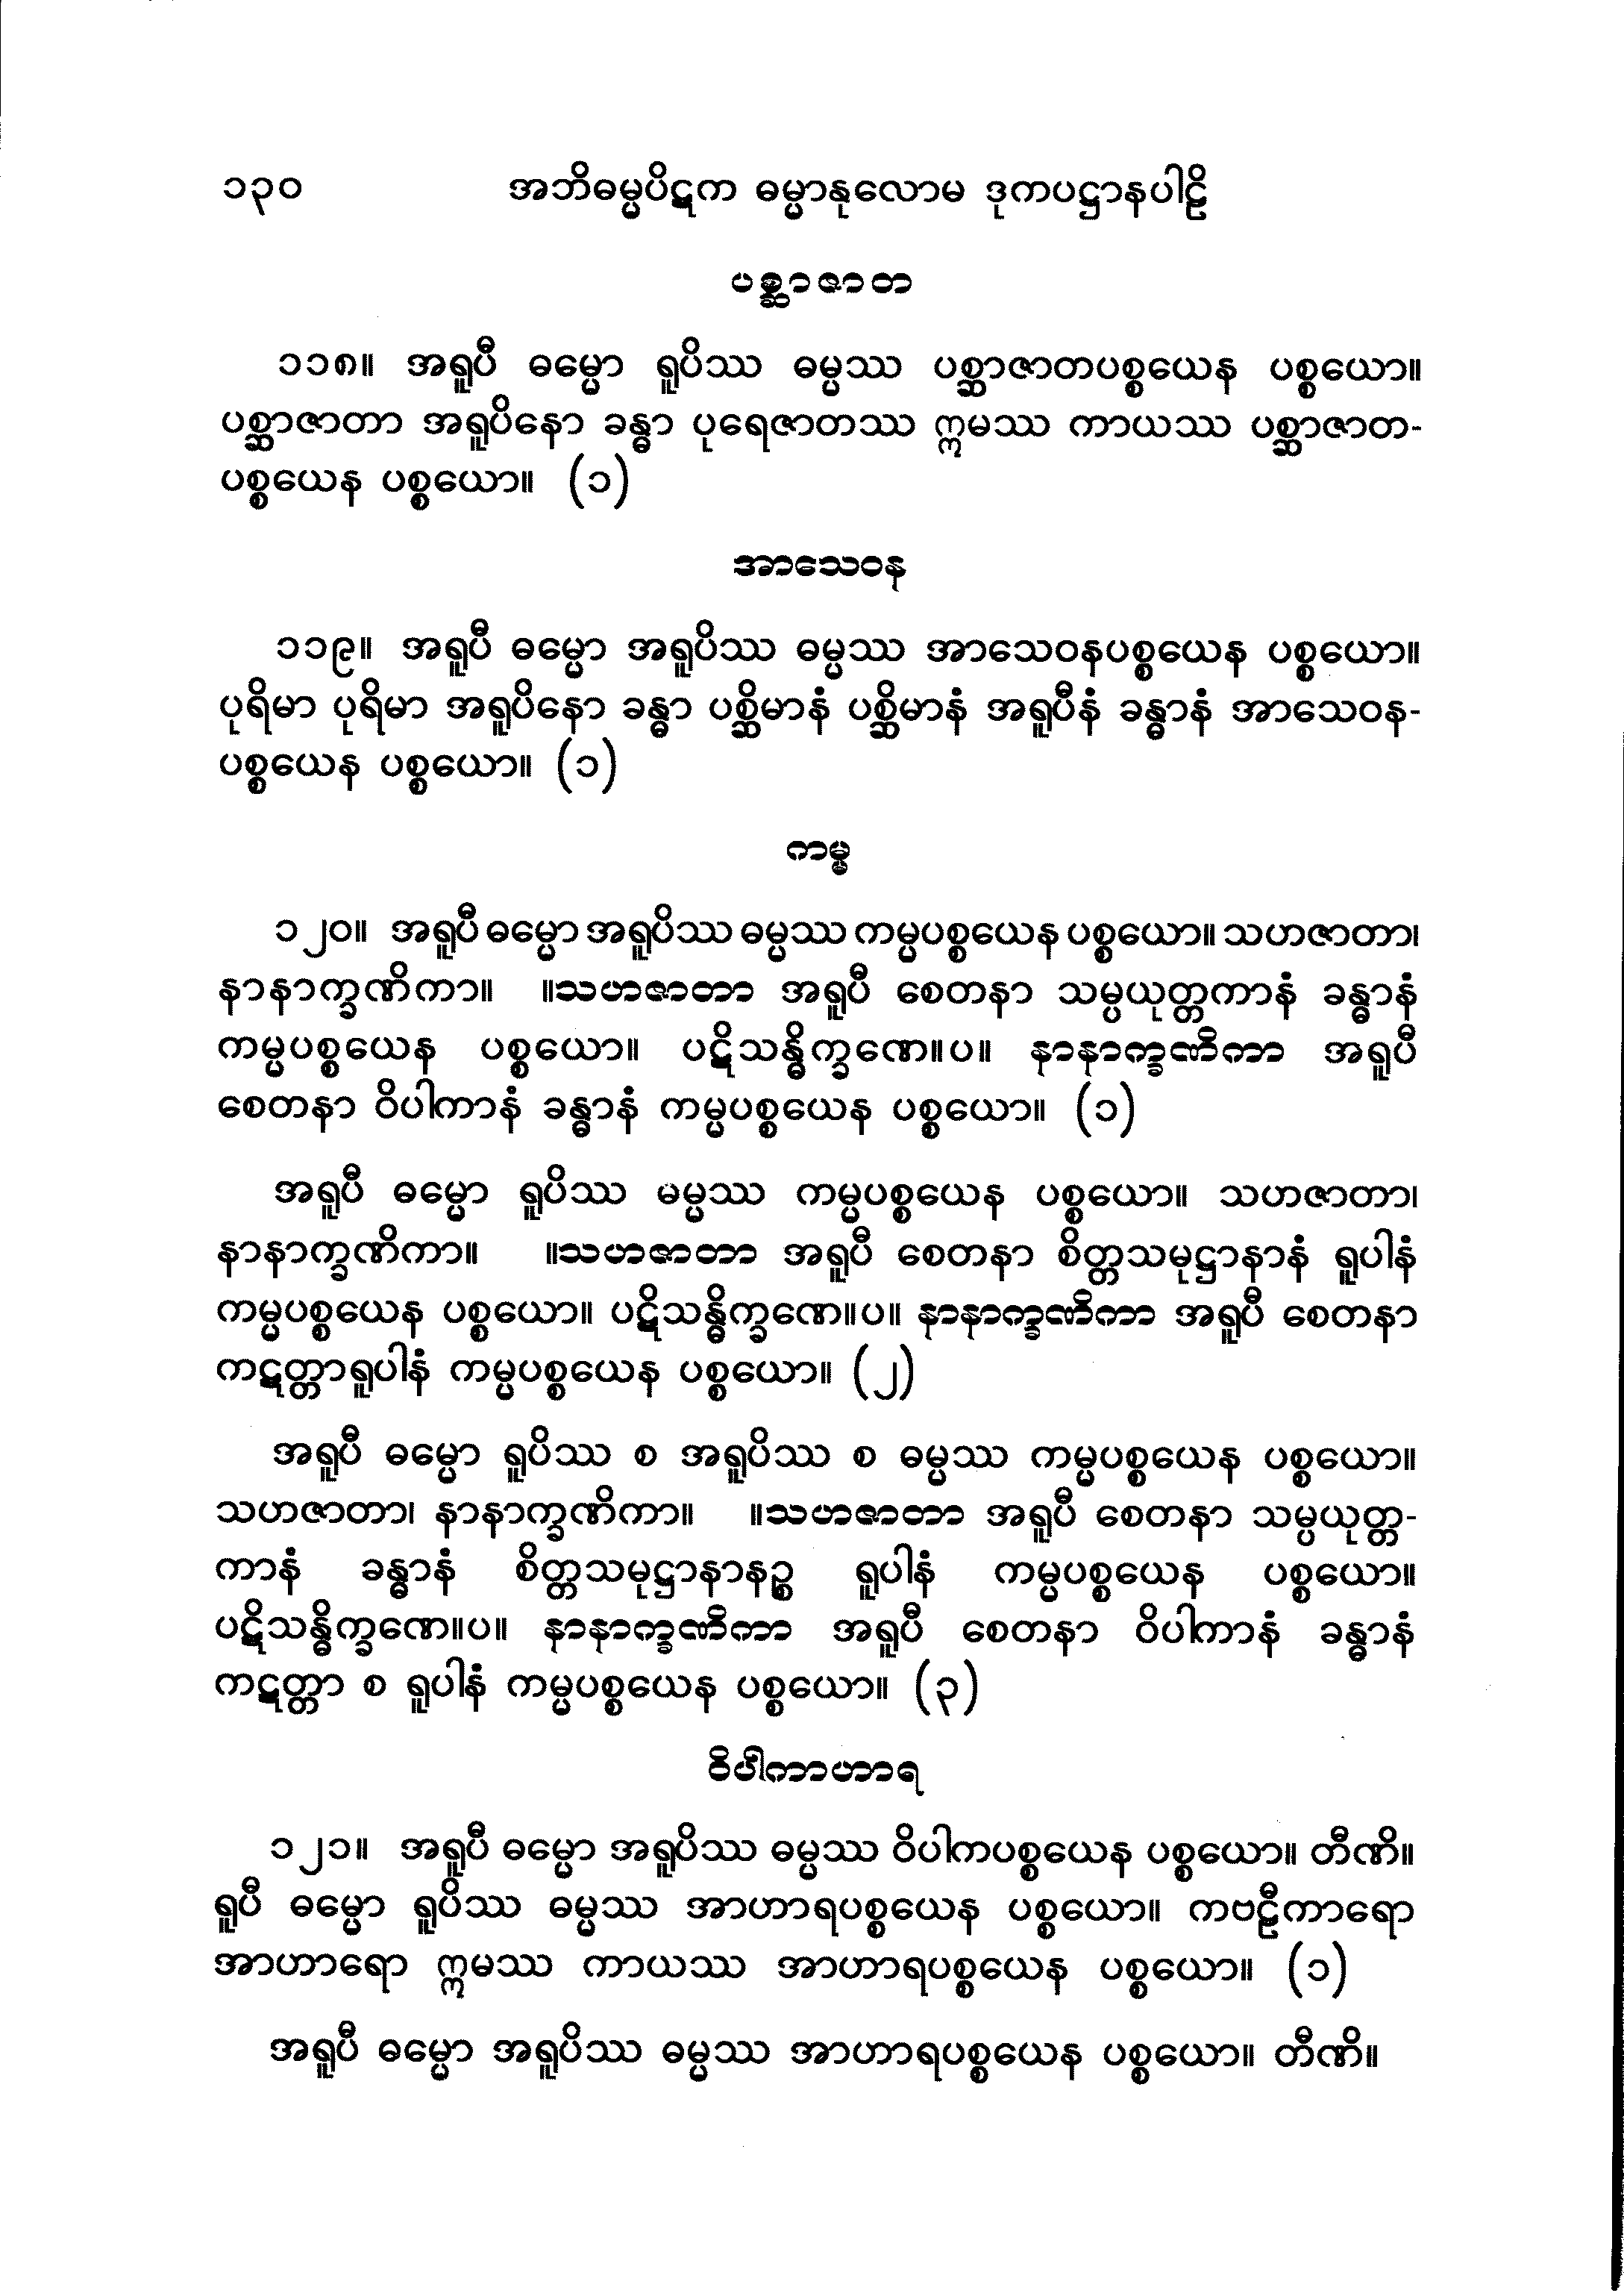 ၁၃၀ အဘိဓမ္မပိဋက ဓမ္မာနုလောမ ဒုကပဋ္ဌာနပါဠိ
ပစ္ဆာဇာတ
၁၁၈။ အရူပီ ဓမ္မော ရူပိဿ ဓမ္မဿ ပစ္ဆာဇာတပစ္စယေန ပစ္စယော။
ပစ္ဆာဇာတာ အရူပိနော ခန္ဓာ ပုရေဇာတဿ ဣမဿ ကာယဿ ပစ္ဆာဇာတ-
ပစ္စယေန ပစ္စယော။ (၁)
အာသေဝန
၁၁၉။ အရူပီ ဓမ္မော အရူပိဿ ဓမ္မဿ အာသေဝနပစ္စယေန ပစ္စယော။
ပုရိမာ ပုရိမာ အရူပိနော ခန္ဓာ ပစ္ဆိမာနံ ပစ္ဆိမာနံ အရူပီနံ ခန္ဓာနံ အာသေဝန-
ပစ္စယေန ပစ္စယော။ (၁)
ကမ္မ
၁၂၀။ အရူပီ ဓမ္မော အရူပိဿ ဓမ္မဿ ကမ္မပစ္စယေန ပစ္စယော။ သဟဇာတာ၊
နာနာက္ခဏိကာ။ ။သဟဇာတာ အရူပီ စေတနာ သမ္ပယုတ္တကာနံ ခန္ဓာနံ
ကမ္မပစ္စယေန ပစ္စယော။ ပဋိသန္ဓိက္ခဏေ။ပ။ နာနာက္ခဏိကာ အရူပီ
စေတနာ ဝိပါကာနံ ခန္ဓာနံ ကမ္မပစ္စယေန ပစ္စယော။ (၁)
အရူပီ ဓမ္မော ရူပိဿ ဓမ္မဿ ကမ္မပစ္စယေန ပစ္စယော။ သဟဇာတာ၊
နာနာက္ခဏိကာ။ ။သဟဇာတာ အရူပီ စေတနာ စိတ္တသမုဋ္ဌာနာနံ ရူပါနံ
ကမ္မပစ္စယေန ပစ္စယော။ ပဋိသန္ဓိက္ခဏေ။ပ။ နာနာက္ခဏိကာ အရူပီ စေတနာ
ကဋတ္တာရူပါနံ ကမ္မပစ္စယေန ပစ္စယော။ (၂)
အရူပီ ဓမ္မော ရူပိဿ စ အရူပိဿ စ ဓမ္မဿ ကမ္မပစ္စယေန ပစ္စယော။
သဟဇာတာ၊ နာနာက္ခဏိကာ။ ။သဟဇာတာ အရူပီ စေတနာ သမ္ပယုတ္တ-
ကာနံ ခန္ဓာနံ စိတ္တသမုဋ္ဌာနာနဉ္စ ရူပါနံ ကမ္မပစ္စယေန ပစ္စယော။
ပဋိသန္ဓိက္ခဏေ။ပ။ နာနာက္ခဏိကာ အရူပီ စေတနာ ဝိပါကာနံ ခန္ဓာနံ
ကဋတ္တာ စ ရူပါနံ ကမ္မပစ္စယေန ပစ္စယော။ (၃)
ဝိပါကာဟာရ
၁၂၁။ အရူပီ ဓမ္မော အရူပိဿ ဓမ္မဿ ဝိပါကပစ္စယေန ပစ္စယော။ တီဏိ။
ရူပီ ဓမ္မော ရူပိဿ ဓမ္မဿ အာဟာရပစ္စယေန ပစ္စယော။ ကဗဠီကာရော
အာဟာရော ဣမဿ ကာယဿ အာဟာရပစ္စယေန ပစ္စယော။ (၁)
အရူပီ ဓမ္မော အရူပိဿ ဓမ္မဿ အာဟာရပစ္စယေန ပစ္စယော။ တီဏိ။